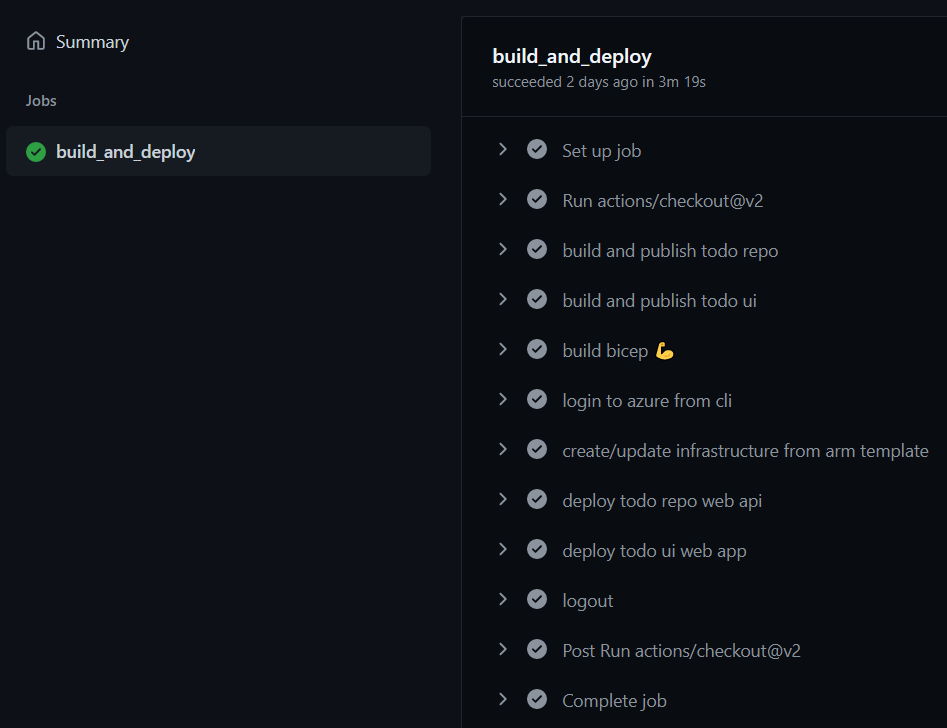 Summary
Jobs
build_and_deploy
build_and_deploy
succeeded 2 days ago in 3m 19s
Set up job
Run actions/checkout@v2
build and publish todo repo
build and publish todo ui
build bicep 💪
login to azure from cli
create/update infrastructure from arm template
deploy todo repo web api
deploy todo ui web app
logout
Post Run actions/checkout@v2
Complete job